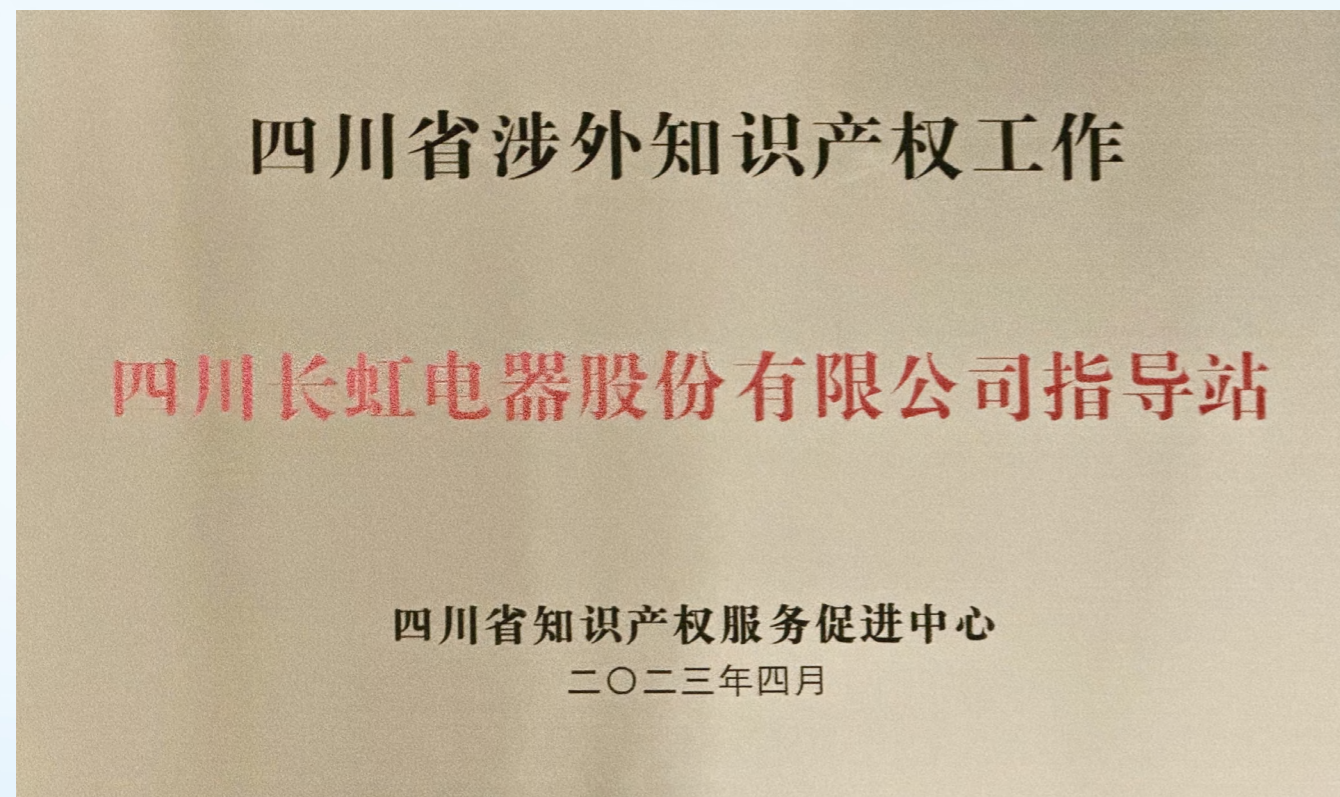 四川省涉外知识产权工作
四川长虹电器股份有限公司指导站
四川省知识产权服务促进中心
二〇二三年四月